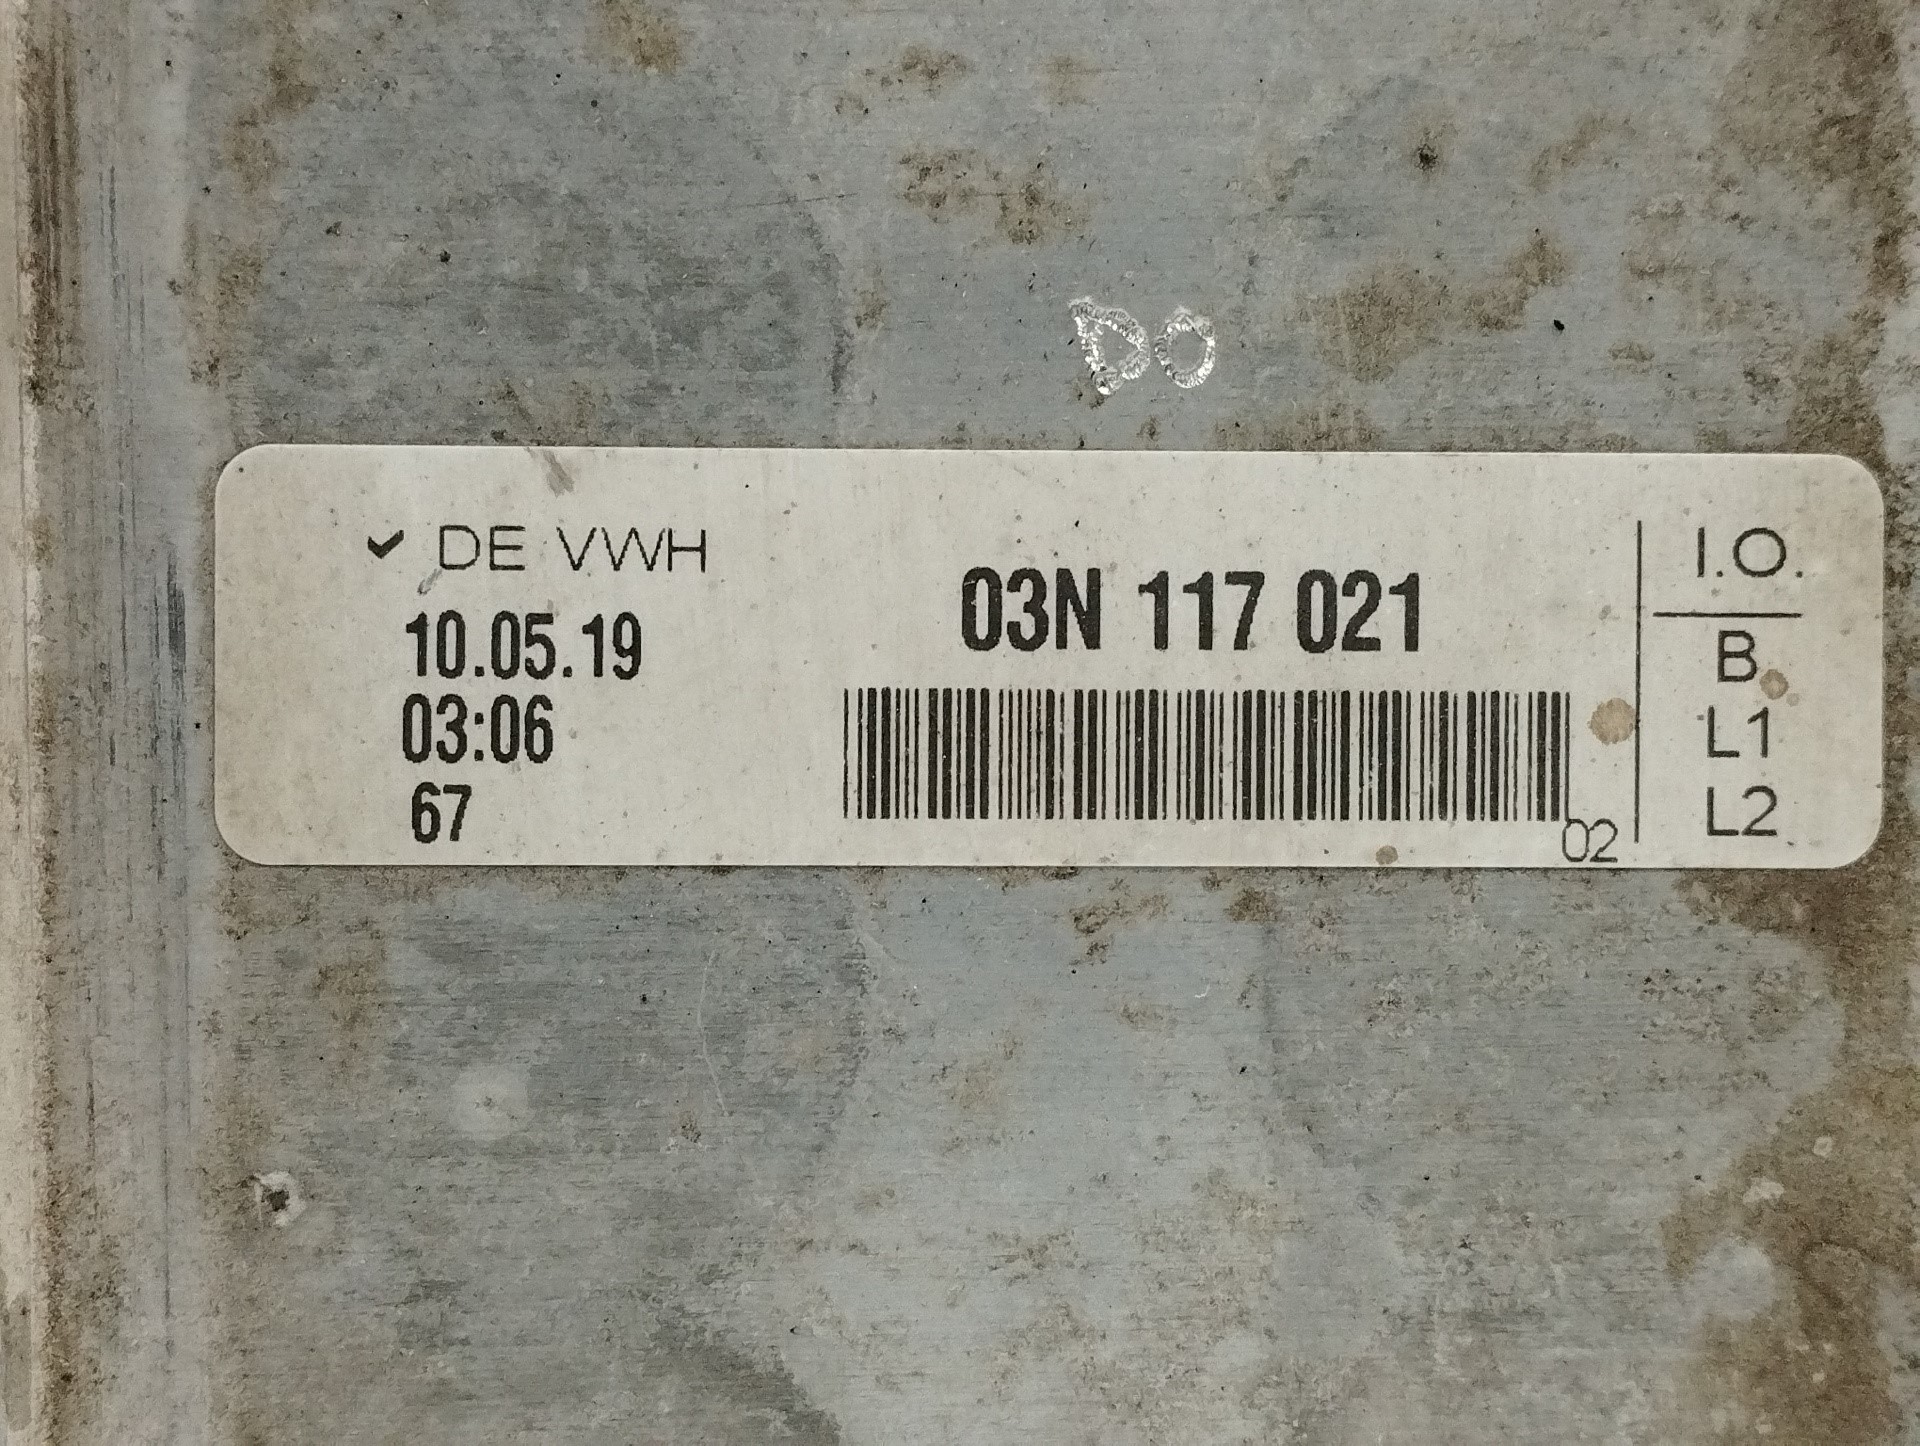 DO
✓ DE VWH
10.05.19
03:06
67
03N 117 021
02
I.O.
B
L1
L2